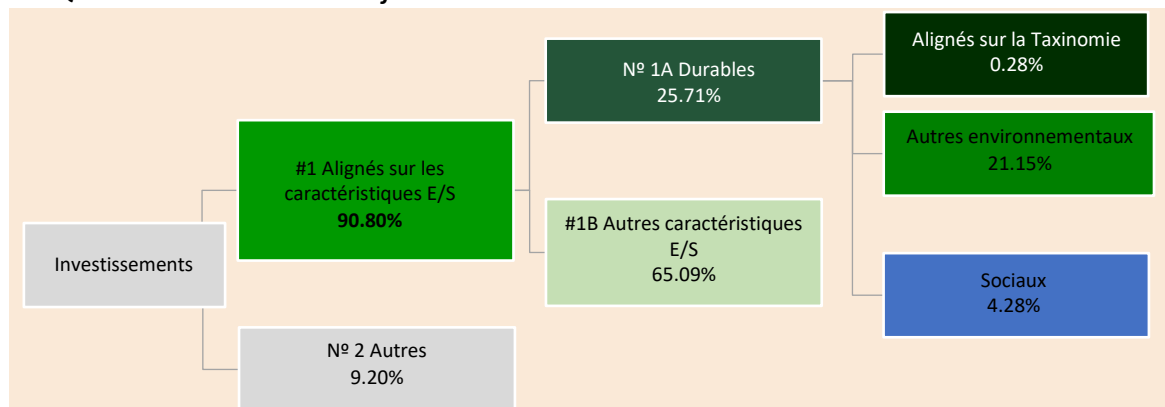 Alignés sur la Taxinomie
0.28%
Nº 1A Durables
25.71%
Autres environnementaux
21.15%
#1 Alignés sur les
caractéristiques E/S
90.80%
#1B Autres caractéristiques
E/S
65.09%
Investissements
Sociaux
4.28%
Nº 2 Autres
9.20%